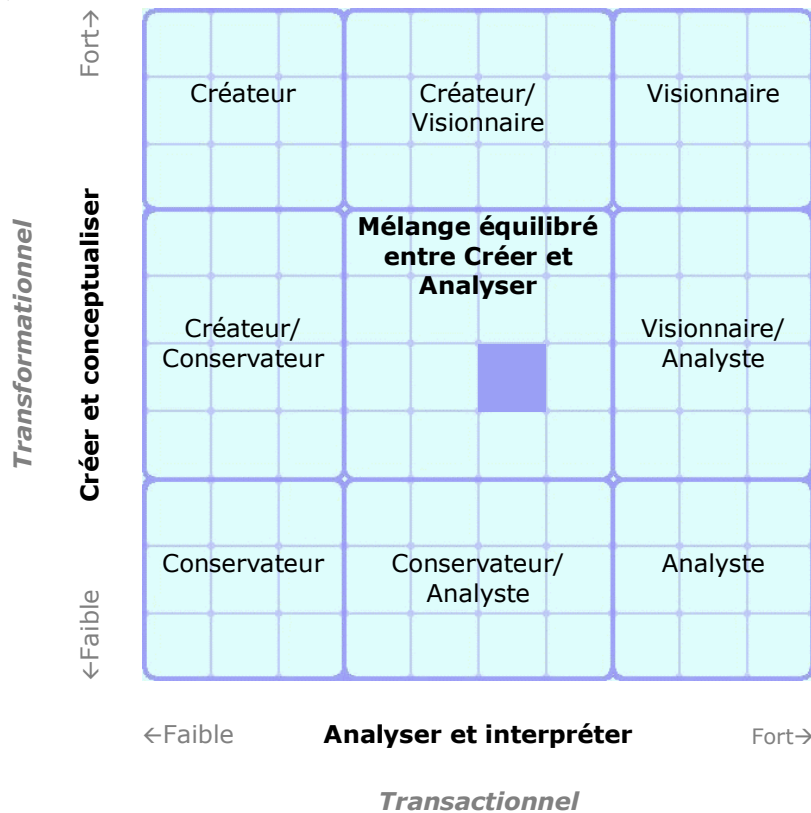 Fort→
Créateur
Créateur/
Visionnaire
Visionnaire
Transformationnel
Créer et conceptualiser
Mélange équilibré
entre Créer et
Analyser
Créateur/
Conservateur
Visionnaire/
Analyste
Conservateur
Conservateur/
Analyste
Analyste
←Faible
←Faible
Analyser et interpréter
Fort→
Transactionnel